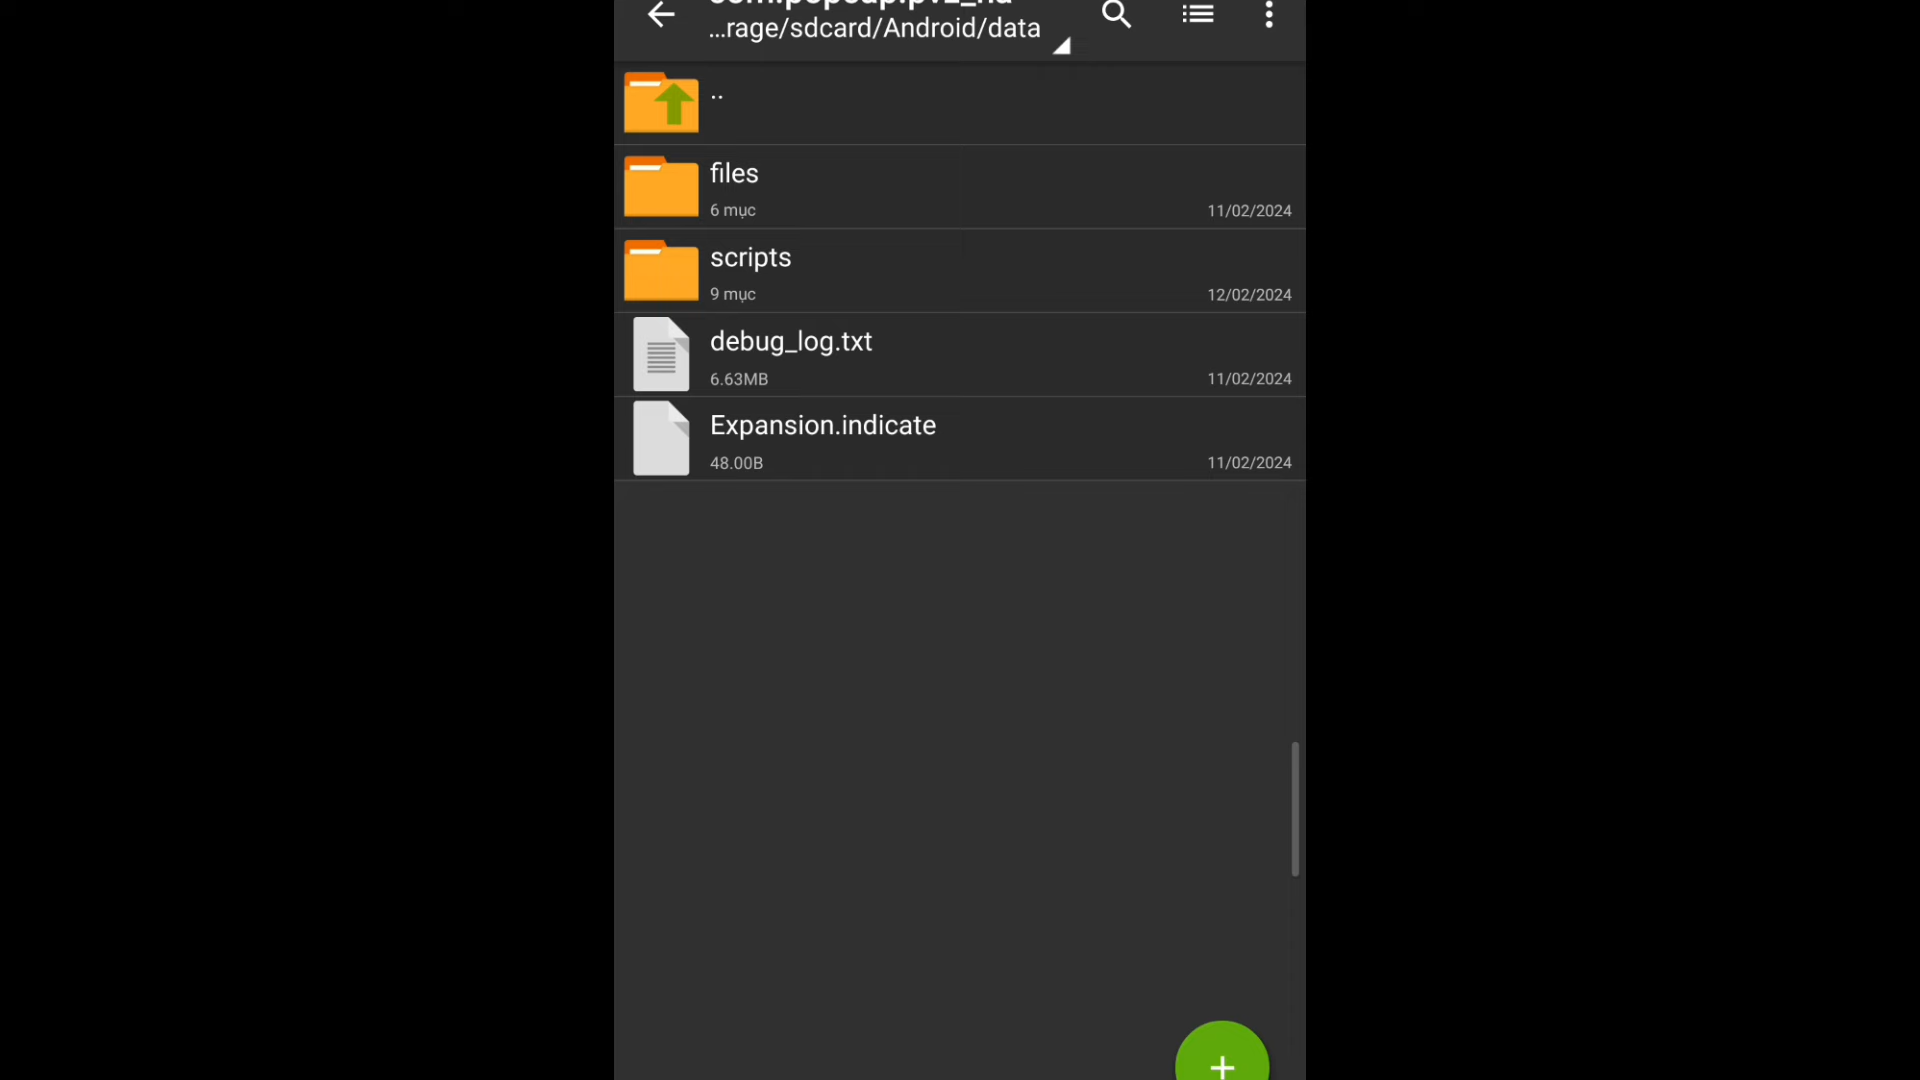 ...rage/sdcard/Android/data
..
files
6 mục
11/02/2024
scripts
9 mục
12/02/2024
debug_log.txt
6.63MB
11/02/2024
Expansion.indicate
48.00B
11/02/2024